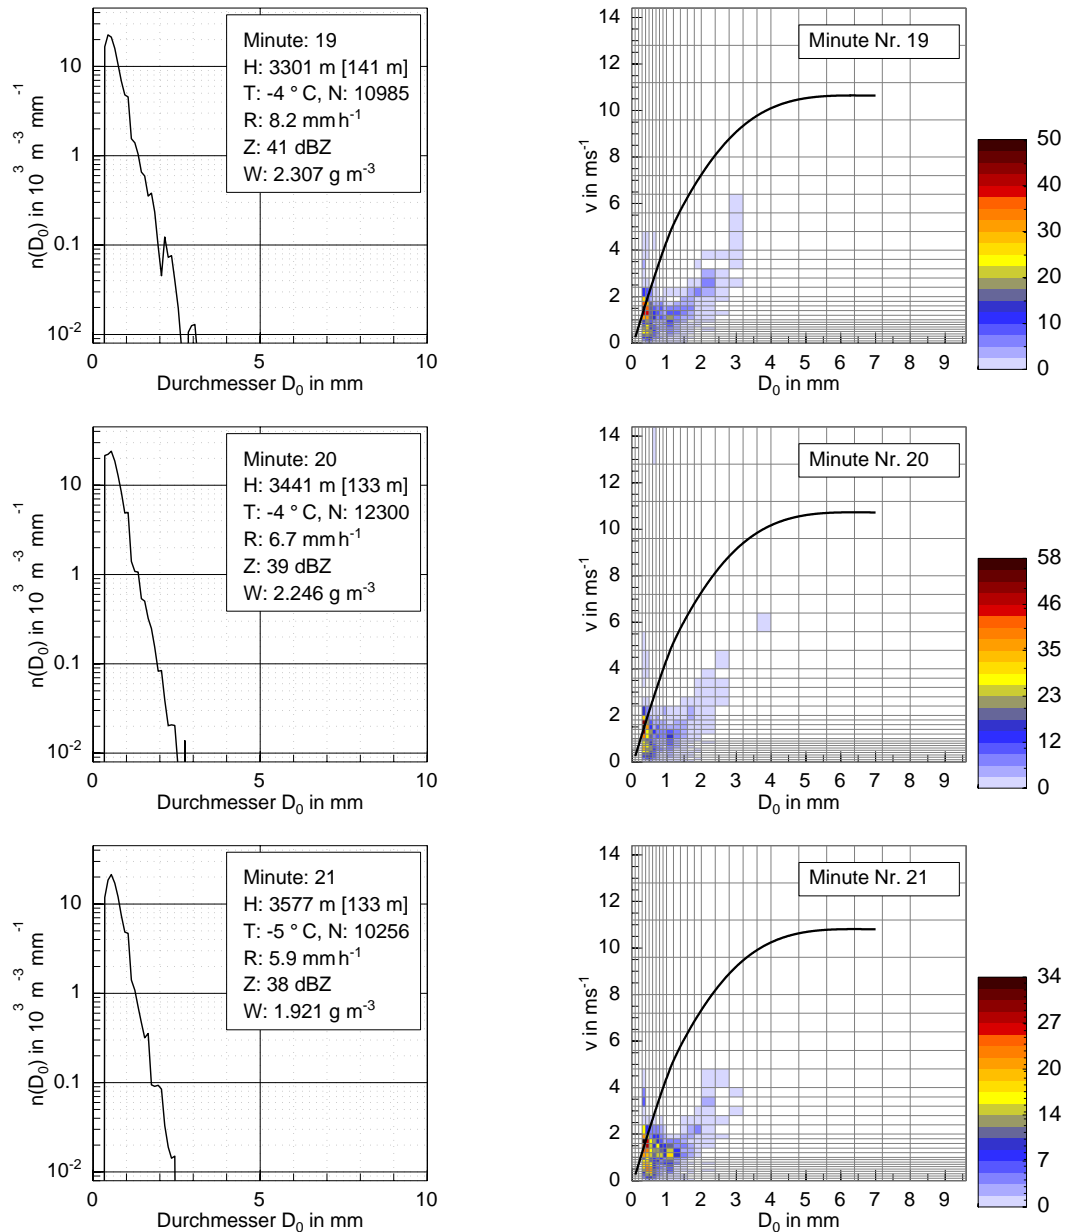 10
1
0.1
10-2
n(D0) in 10 3 m -3 mm -1
Minute: 19
H: 3301 m [141 m]
T: -4 ° C, N: 10985
R: 8.2 mm h-1
Z: 41 dBZ
W: 2.307 g m-3
5
10
Durchmesser D0 in mm
14
12
10
8
6
4
2
0
v in ms-1
Minute Nr. 19
0 1 2 3 4 5 6 7 8 9
D0 in mm
50
40
30
20
10
0
10
1
0.1
10-2
n(D0) in 10 3 m -3 mm -1
Minute: 20
H: 3441 m [133 m]
T: -4 ° C, N: 12300
R: 6.7 mm h-1
Z: 39 dBZ
W: 2.246 g m-3
5
10
Durchmesser D0 in mm
14
12
10
8
6
4
2
0
v in ms-1
Minute Nr. 20
0 1 2 3 4 5 6 7 8 9
D0 in mm
58
46
35
23
12
0
10
1
0.1
10-2
n(D0) in 10 3 m -3 mm -1
Minute: 21
H: 3577 m [133 m]
T: -5 ° C, N: 10256
R: 5.9 mm h-1
Z: 38 dBZ
W: 1.921 g m-3
5
10
Durchmesser D0 in mm
14
12
10
8
6
4
2
0
v in ms-1
Minute Nr. 21
0 1 2 3 4 5 6 7 8 9
D0 in mm
34
27
20
14
7
0